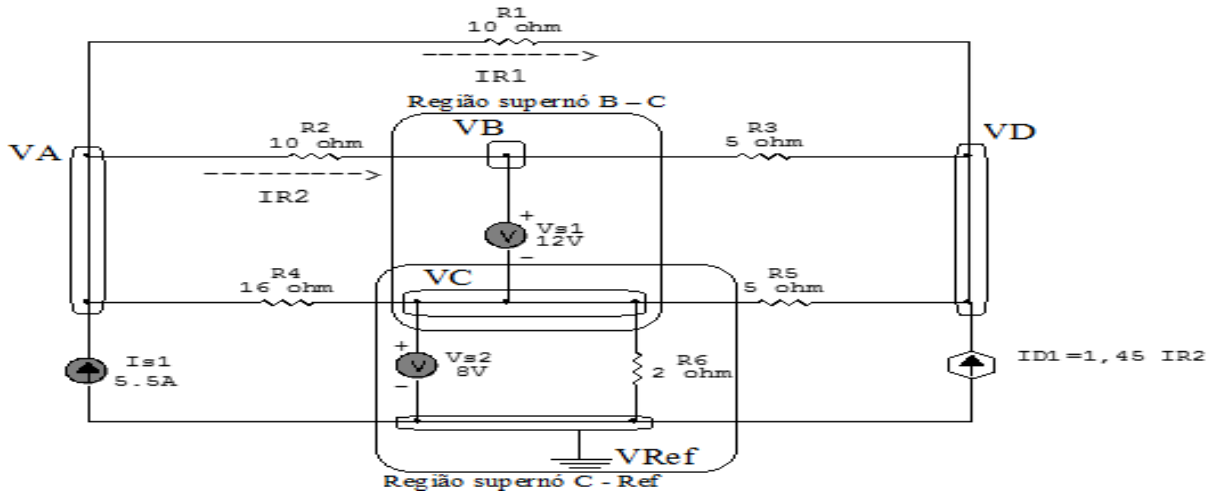 R1
10 ohm
IR1
Região supernó B – C
R2
10 ohm
VB
R3
5 ohm
VD
VA
IR2
+
V
Vs1
12V
–
R4
16 ohm
VC
R5
5 ohm
Is1
5.5A
+
V
Vs2
8V
–
R6
2 ohm
ID1=1,45 IR2
VRef
Região supernó C - Ref